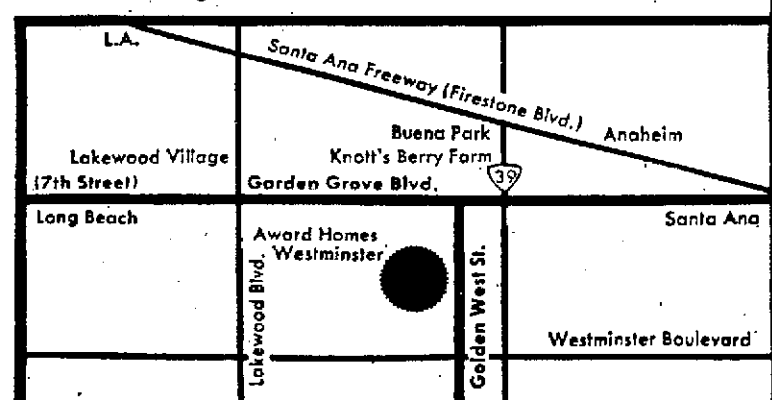 L.A.
Santa Ana Freeway (Firestone Blvd.)
Buena Park
Anaheim
Lakewood Village
Knott's Berry Farm
39
(7th Street)
Garden Grove Blvd.
Long Beach
Santa Ana
Award Homes
Westminster
Lakewood Blvd.
Golden West St.
Westminster Boulevard